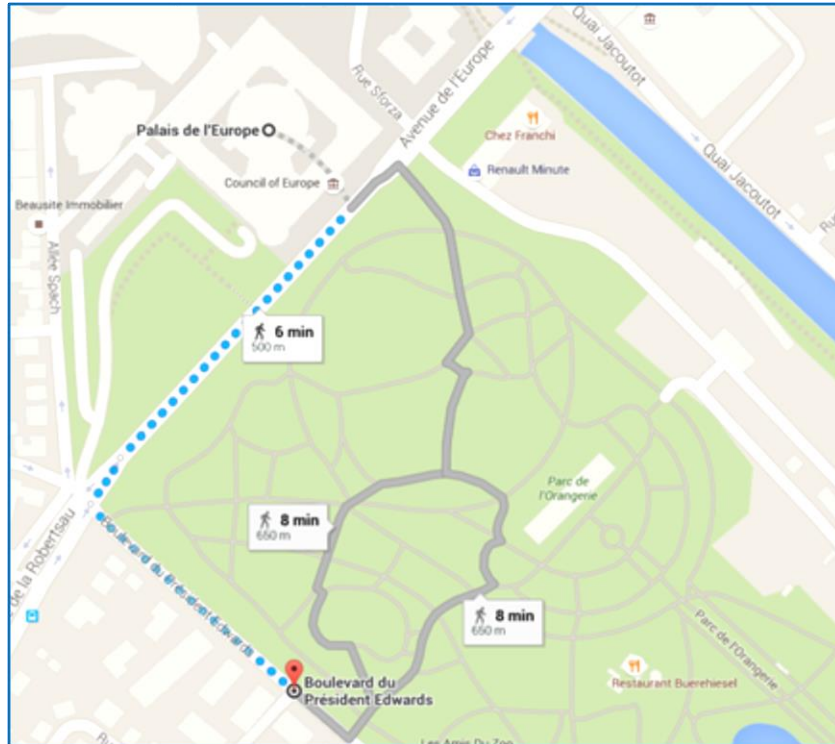 Quai Jacoutot
Rue Sforza
Avenue de l'Europe
Palais de l'Europe
Chez Franchi
Quai Jacoutot
Council of Europe
Renault Minute
Beausite Immobilier
Allée Spach
6 min
500 m
Parc de
l'Orangerie
8 min
650 m
de la Robertsau
Boulevard du Président Edwards
8 min
650 m
Parc de l'Orangerie
Boulevard du
Président Edwards
Restaurant Buerehiesel
Les Amis Du Zoo